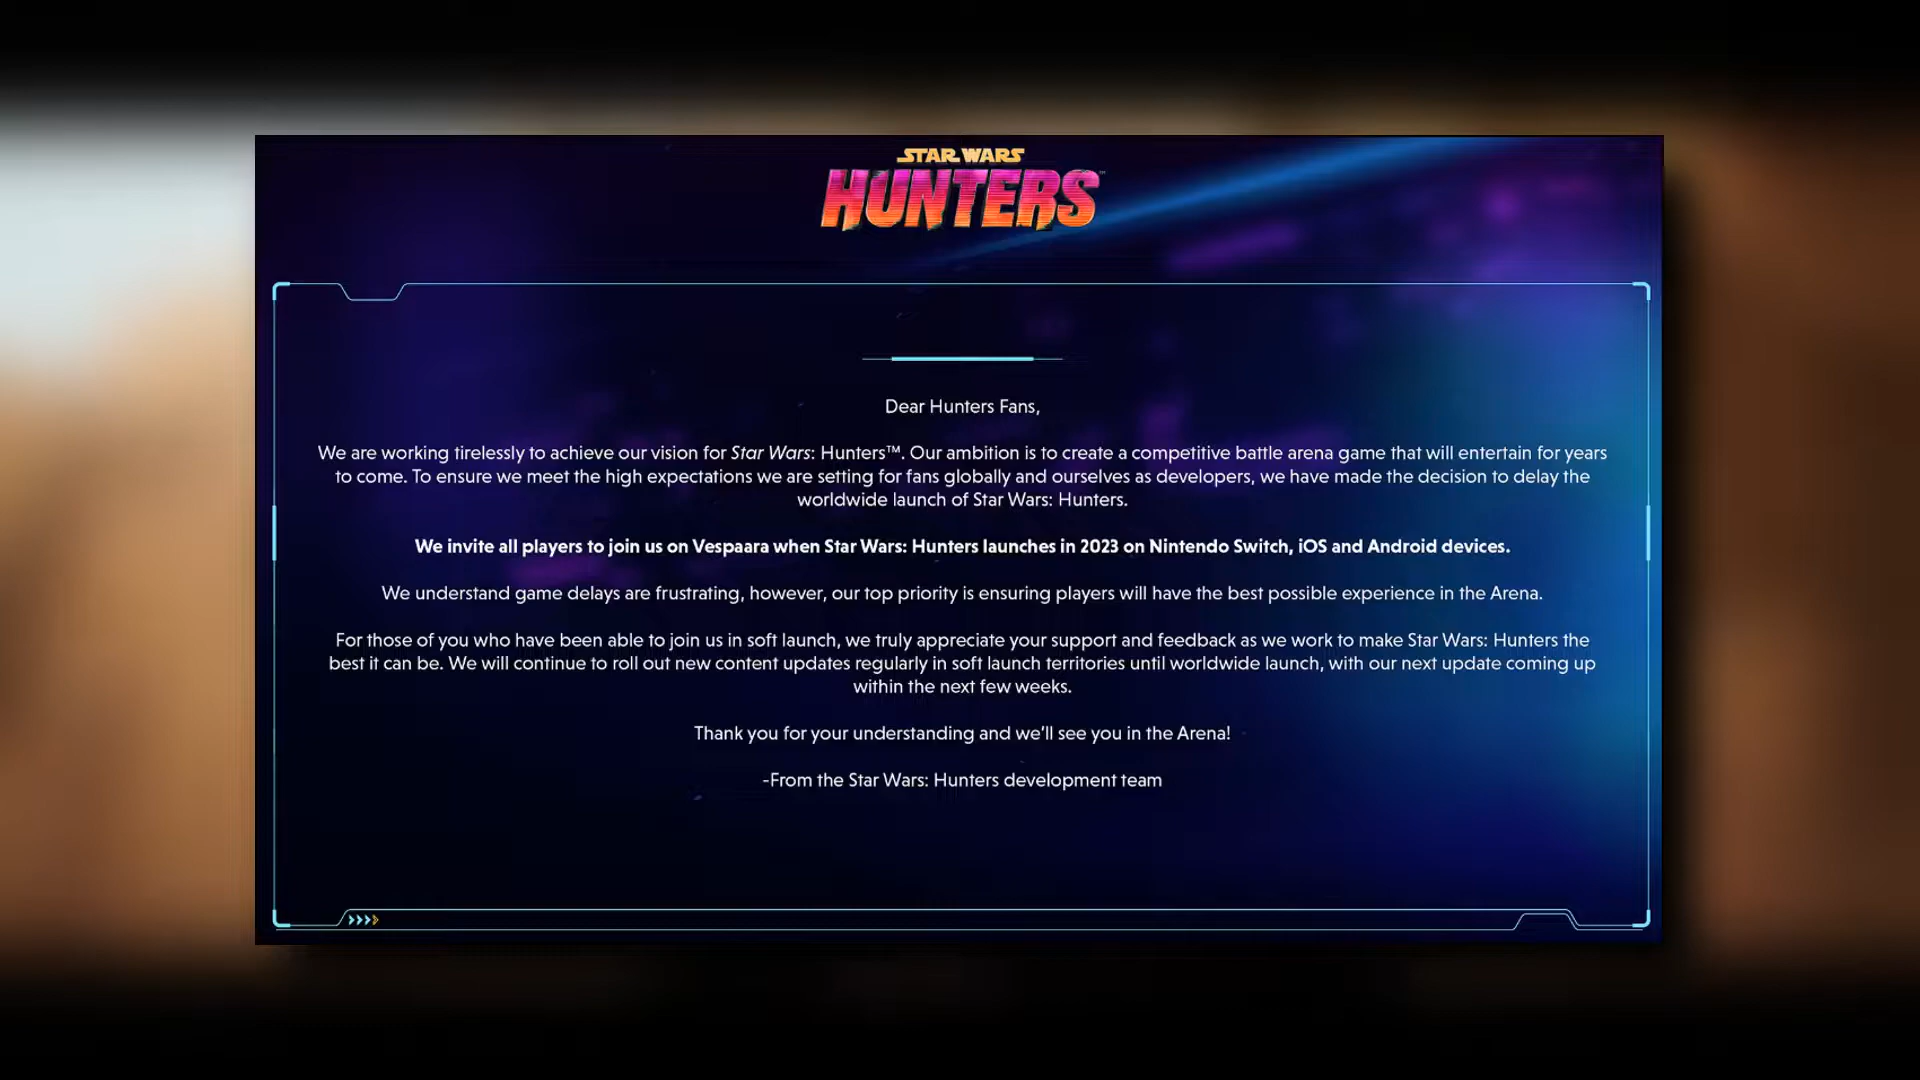 STAR WARS
HUNTERS
Dear Hunters Fans,
We are working tirelessly to achieve our vision for Star Wars: Hunters™. Our ambition is to create a competitive battle arena game that will entertain for years
to come. To ensure we meet the high expectations we are setting for fans globally and ourselves as developers, we have made the decision to delay the
worldwide launch of Star Wars: Hunters.
We invite all players to join us on Vespaara when Star Wars: Hunters launches in 2023 on Nintendo Switch, iOS and Android devices.
We understand game delays are frustrating, however, our top priority is ensuring players will have the best possible experience in the Arena.
For those of you who have been able to join us in soft launch, we truly appreciate your support and feedback as we work to make Star Wars: Hunters the
best it can be. We will continue to roll out new content updates regularly in soft launch territories until worldwide launch, with our next update coming up
within the next few weeks.
Thank you for your understanding and we'll see you in the Arena!
-From the Star Wars: Hunters development team